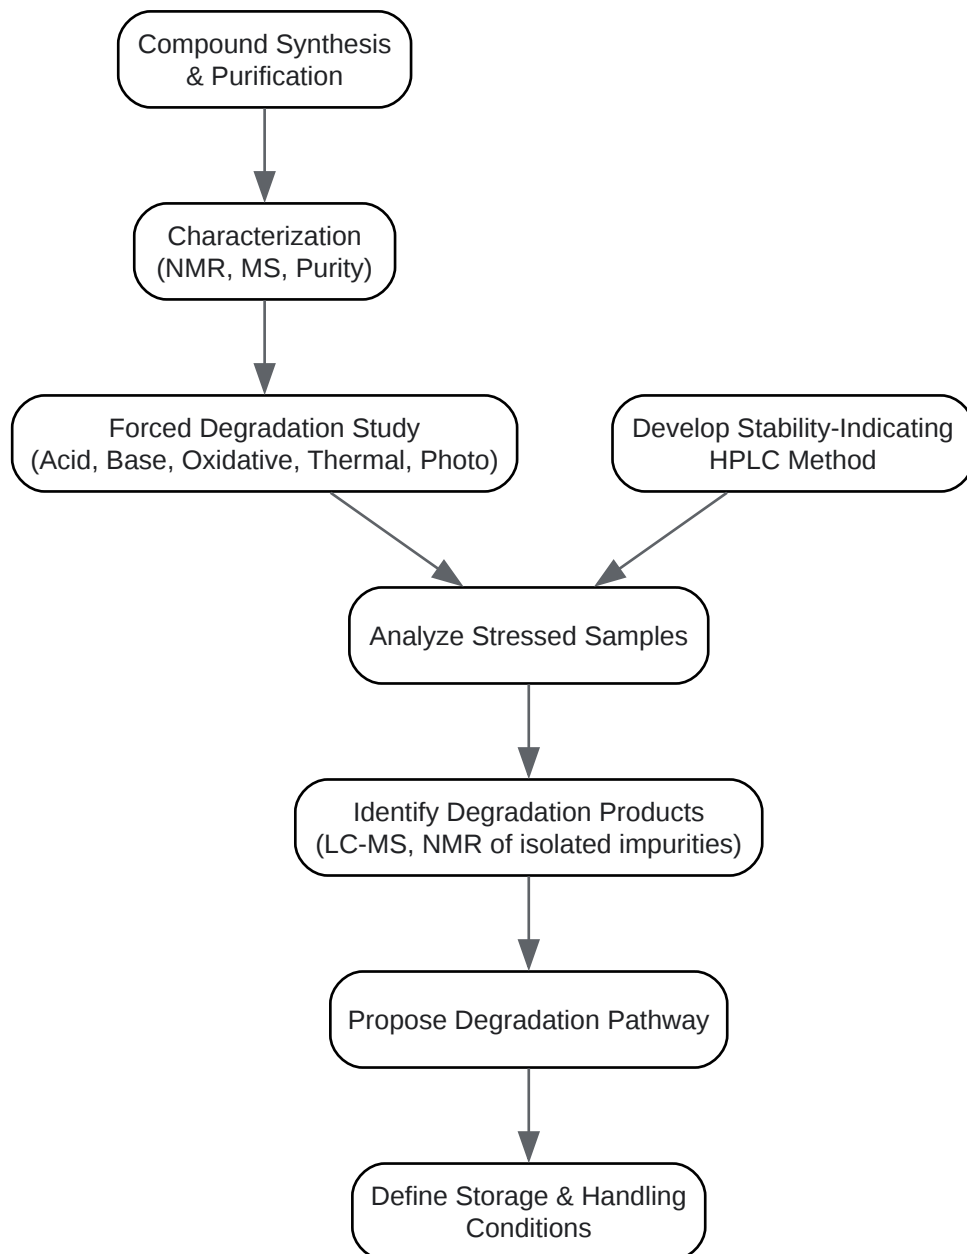 Compound Synthesis
& Purification
Characterization
(NMR, MS, Purity)
Forced Degradation Study
(Acid, Base, Oxidative, Thermal, Photo)
Develop Stability-Indicating
HPLC Method
Analyze Stressed Samples
Identify Degradation Products
(LC-MS, NMR of isolated impurities)
Propose Degradation Pathway
Define Storage & Handling
Conditions